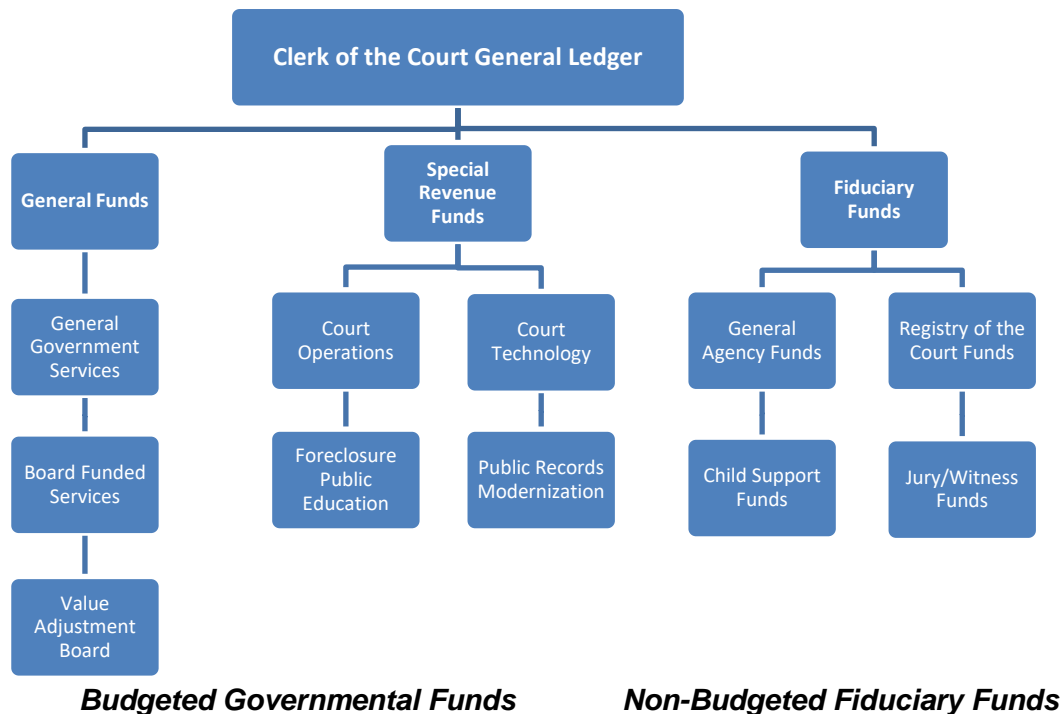 Clerk of the Court General Ledger
General Funds
Special
Revenue
Funds
Fiduciary
Funds
General
Government
Services
Court
Operations
Court
Technology
General
Agency Funds
Registry of the
Court Funds
Board Funded
Services
Foreclosure
Public
Education
Public Records
Modernization
Child Support
Funds
Jury/Witness
Funds
Value
Adjustment
Board
Budgeted Governmental Funds
Non-Budgeted Fiduciary Funds